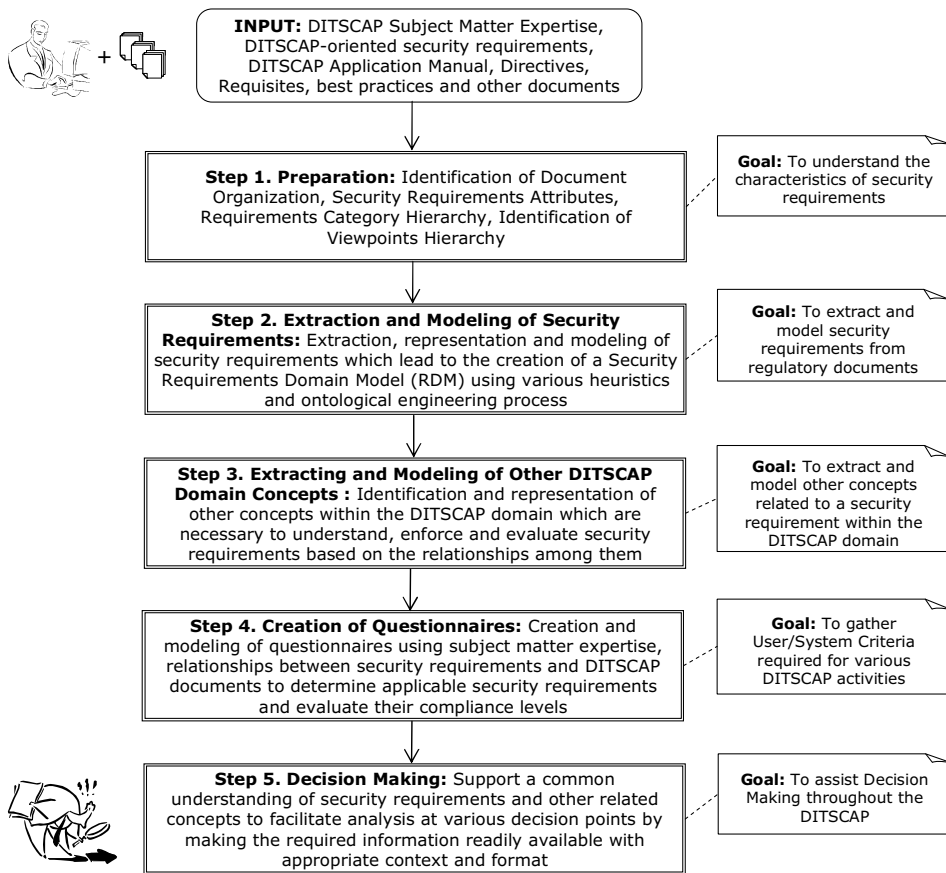 +
INPUT: DITSCAP Subject Matter Expertise,
DITSCAP-oriented security requirements,
DITSCAP Application Manual, Directives,
Requisites, best practices and other documents
Step 1. Preparation: Identification of Document
Organization, Security Requirements Attributes,
Requirements Category Hierarchy, Identification of
Viewpoints Hierarchy
Goal: To understand the
characteristics of security
requirements
Step 2. Extraction and Modeling of Security
Requirements: Extraction, representation and modeling of
security requirements which lead to the creation of a Security
Requirements Domain Model (RDM) using various heuristics
and ontological engineering process
Goal: To extract and
model security
requirements from
regulatory documents
Step 3. Extracting and Modeling of Other DITSCAP
Domain Concepts : Identification and representation of
other concepts within the DITSCAP domain which are
necessary to understand, enforce and evaluate security
requirements based on the relationships among them
Goal: To extract and
model other concepts
related to a security
requirement within the
DITSCAP domain
Step 4. Creation of Questionnaires: Creation and
modeling of questionnaires using subject matter expertise,
relationships between security requirements and DITSCAP
documents to determine applicable security requirements
and evaluate their compliance levels
Goal: To gather
User/System Criteria
required for various
DITSCAP activities
Step 5. Decision Making: Support a common
understanding of security requirements and other related
concepts to facilitate analysis at various decision points by
making the required information readily available with
appropriate context and format
Goal: To assist Decision
Making throughout the
DITSCAP